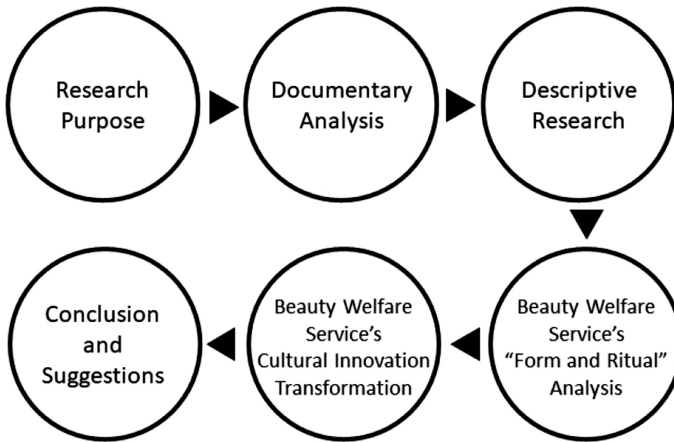 Research
Purpose
Documentary
Analysis
Descriptive
Research
Beauty Welfare
Service's
“Form and Ritual”
Analysis
Beauty Welfare
Service's
Cultural Innovation
Transformation
Conclusion
and
Suggestions